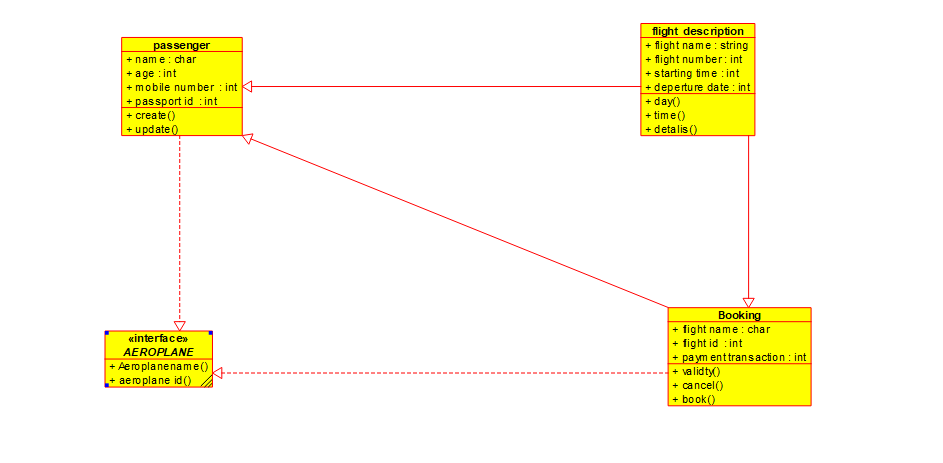 passenger
+ name : char
+ age : int
+ mobile number : int
+ passport id : int
+ create()
+ update()
flight description
+ flight name : string
+ flight number : int
+ starting time : int
+ deperture date : int
+ day()
+ time()
+ detalis()
«interface»
AEROPLANE
+ Aeroplanename()
+ aeroplane id()
Booking
+ flight name : char
+ flight id : int
+ payment transaction : int
+ validty()
+ cancel()
+ book()